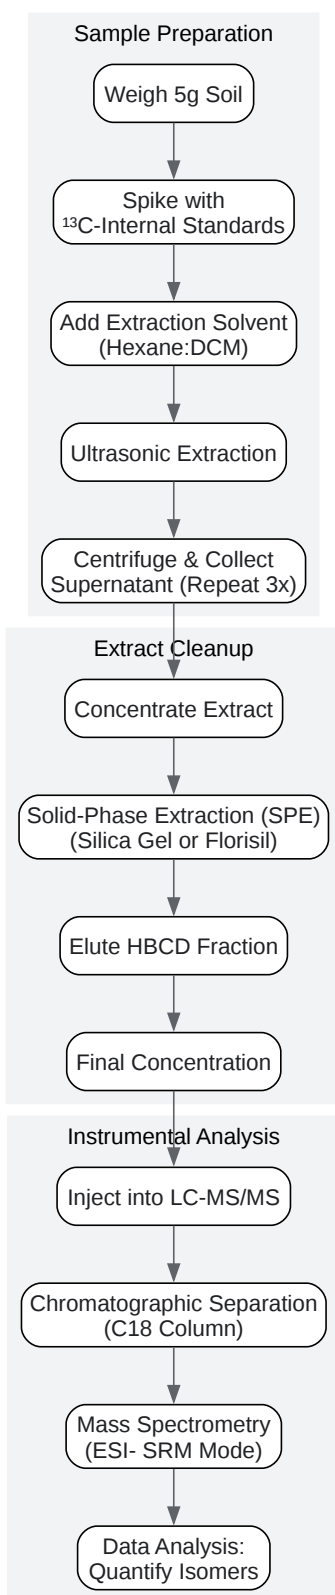 Sample Preparation
Weigh 5g Soil
Spike with
¹³C-Internal Standards
Add Extraction Solvent
(Hexane:DCM)
Ultrasonic Extraction
Centrifuge & Collect
Supernatant (Repeat 3x)
Extract Cleanup
Concentrate Extract
Solid-Phase Extraction (SPE)
(Silica Gel or Florisil)
Elute HBCD Fraction
Final Concentration
Instrumental Analysis
Inject into LC-MS/MS
Chromatographic Separation
(C18 Column)
Mass Spectrometry
(ESI- SRM Mode)
Data Analysis:
Quantify Isomers